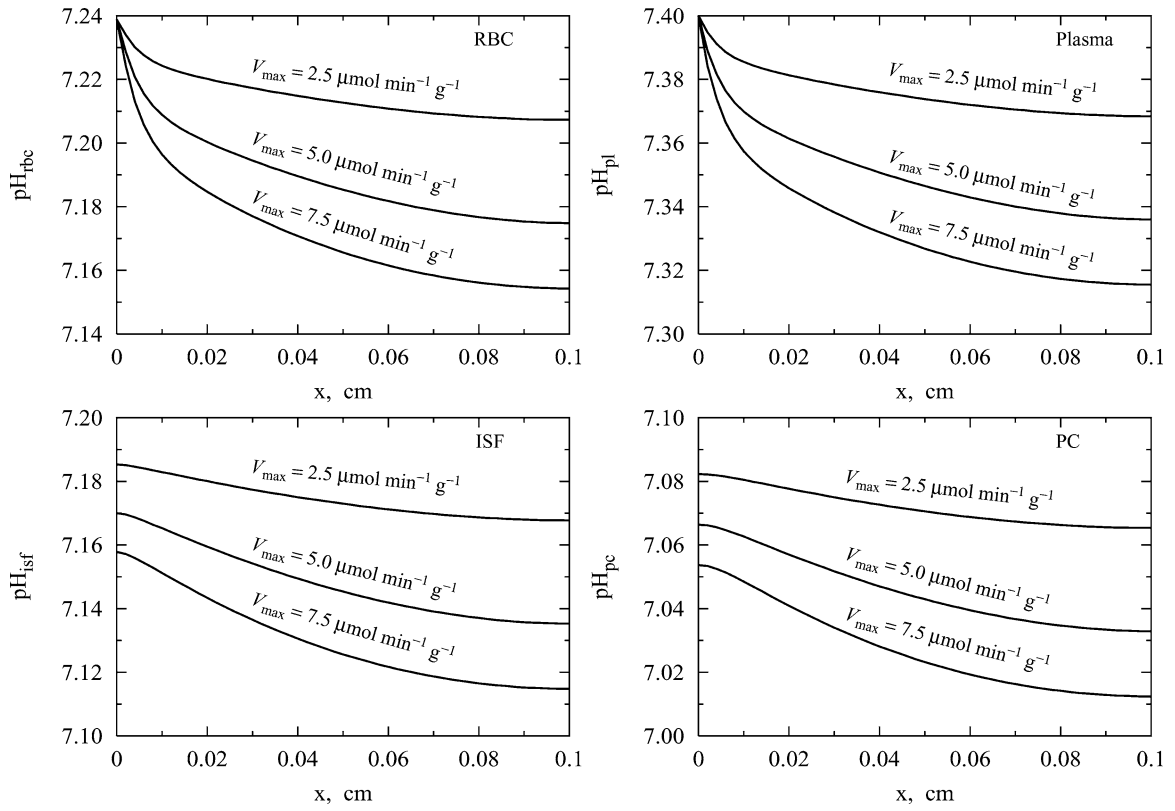 7.24
7.22
7.20
7.18
7.16
7.14
pH_rbc
RBC
V_max = 2.5 μmol min⁻¹ g⁻¹
V_max = 5.0 μmol min⁻¹ g⁻¹
V_max = 7.5 μmol min⁻¹ g⁻¹
0 0.02 0.04 0.06 0.08 0.1
x, cm
7.40
7.38
7.36
7.34
7.32
7.30
pH_pl
Plasma
V_max = 2.5 μmol min⁻¹ g⁻¹
V_max = 5.0 μmol min⁻¹ g⁻¹
V_max = 7.5 μmol min⁻¹ g⁻¹
0 0.02 0.04 0.06 0.08 0.1
x, cm
7.20
7.18
7.16
7.14
7.12
7.10
pH_isf
ISF
V_max = 2.5 μmol min⁻¹ g⁻¹
V_max = 5.0 μmol min⁻¹ g⁻¹
V_max = 7.5 μmol min⁻¹ g⁻¹
0 0.02 0.04 0.06 0.08 0.1
x, cm
7.10
7.08
7.06
7.04
7.02
7.00
pH_pc
PC
V_max = 2.5 μmol min⁻¹ g⁻¹
V_max = 5.0 μmol min⁻¹ g⁻¹
V_max = 7.5 μmol min⁻¹ g⁻¹
0 0.02 0.04 0.06 0.08 0.1
x, cm